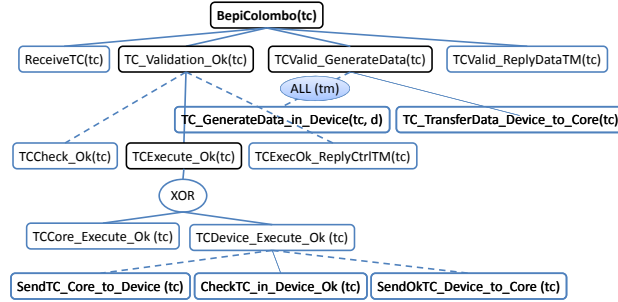 BepiColombo(tc)
ReceiveTC(tc)
TC_Validation_Ok(tc)
TCValid_GenerateData(tc)
TCValid_ReplyDataTM(tc)
ALL (tm)
TC_GenerateData_in_Device(tc, d)
TC_TransferData_Device_to_Core(tc)
TCCheck_Ok(tc)
TCExecute_Ok(tc)
TCExecOk_ReplyCtrlTM(tc)
XOR
TCCore_Execute_Ok (tc)
TCDevice_Execute_Ok (tc)
SendTC_Core_to_Device (tc)
CheckTC_in_Device_Ok (tc)
SendOkTC_Device_to_Core (tc)